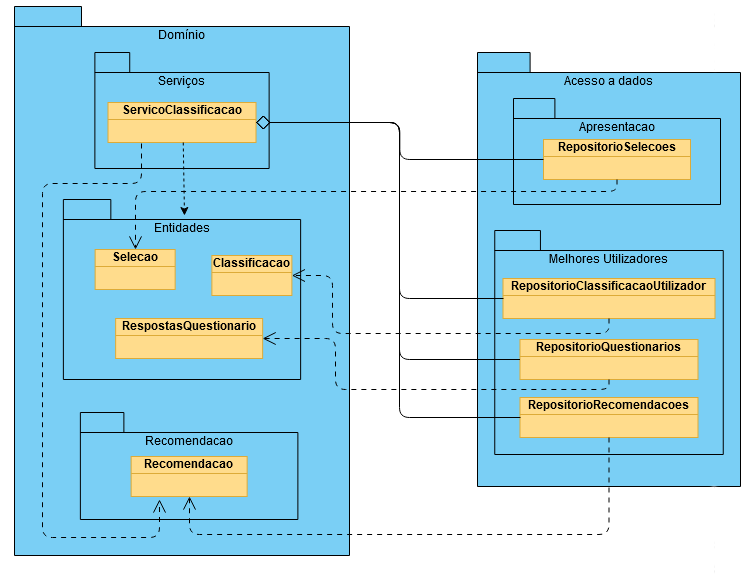 Domínio
Serviços
ServicoClassificacao
Entidades
Selecao
Classificacao
RespostasQuestionario
Recomendacao
Recomendacao
Acesso a dados
Apresentacao
RepositorioSelecoes
Melhores Utilizadores
RepositorioClassificacaoUtilizador
RepositorioQuestionarios
RepositorioRecomendacoes